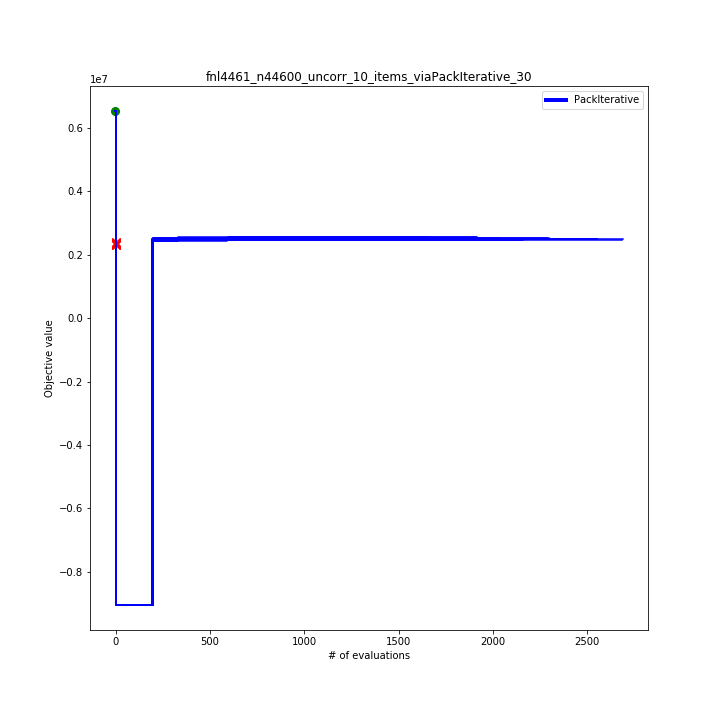 fnl4461_n44600_uncorr_10_items_viaPackIterative_30
1e7
PackIterative
0.6
0.4
0.2
0.0
−0.2
−0.4
−0.6
−0.8
Objective value
0 500 1000 1500 2000 2500
# of evaluations